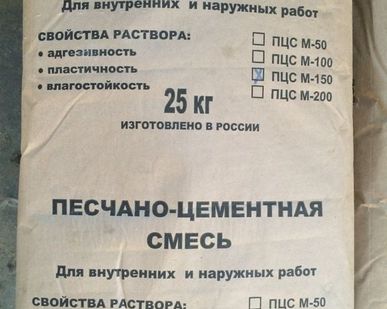 Для внутренних и наружных работ
СВОЙСТВА РАСТВОРА:
• адгезивность
• пластичность
• влагостойкость
ПЦС М-50
ПЦС М-100
ПЦС М-150
ПЦС М-200
25 кг
ИЗГОТОВЛЕНО В РОССИИ
ПЕСЧАНО-ЦЕМЕНТНАЯ
СМЕСЬ
Для внутренних и наружных работ
СВОЙСТВА РАСТВОРА:
ПЦС М-50